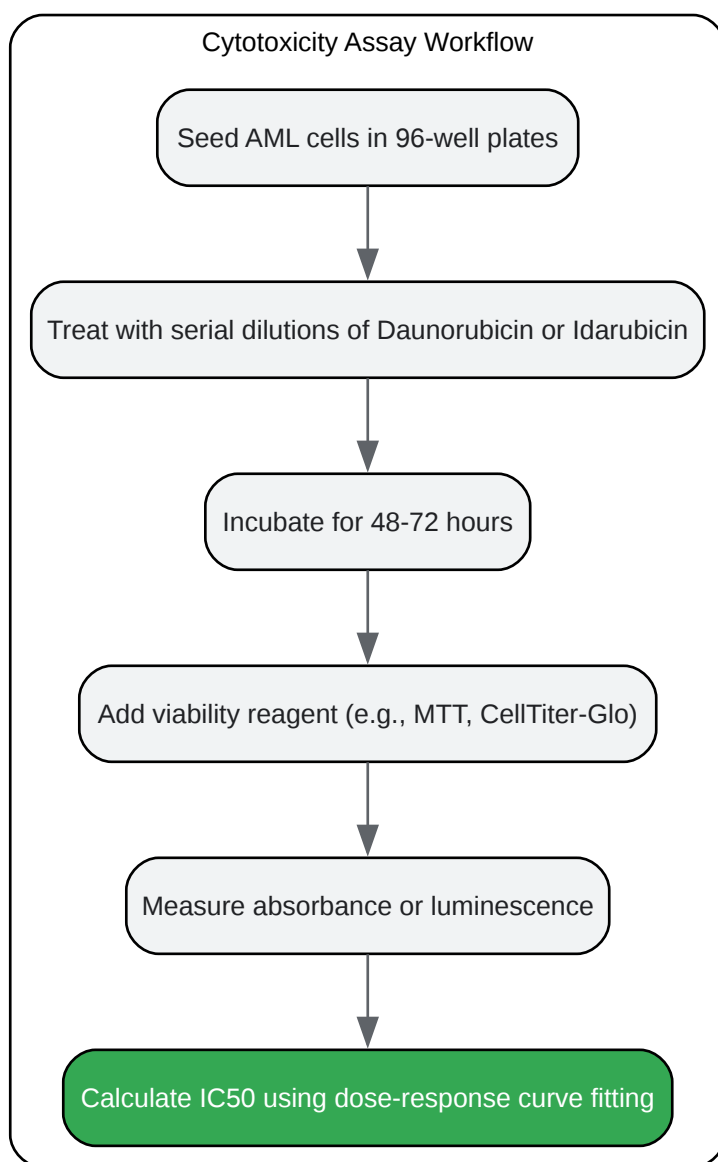 Cytotoxicity Assay Workflow
Seed AML cells in 96-well plates
Treat with serial dilutions of Daunorubicin or Idarubicin
Incubate for 48-72 hours
Add viability reagent (e.g., MTT, CellTiter-Glo)
Measure absorbance or luminescence
Calculate IC50 using dose-response curve fitting